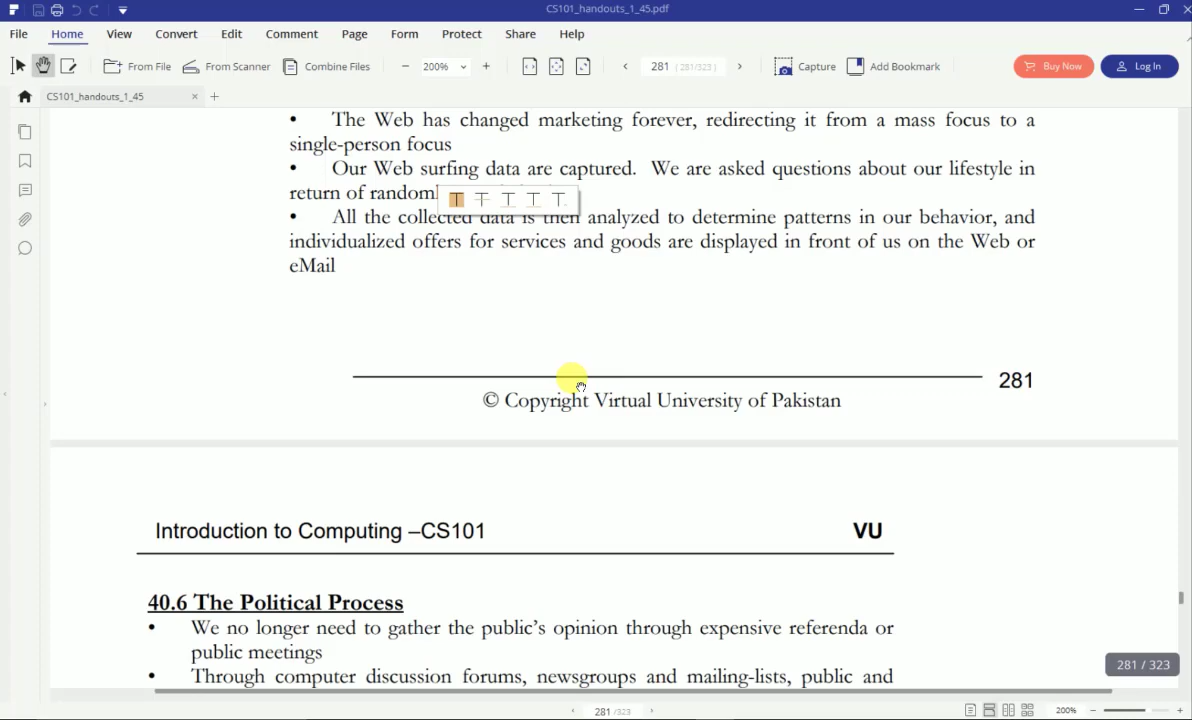 CS101_handouts_1_45.pdf
File Home View Convert Edit Comment Page Form Protect Share Help
From File From Scanner Combine Files 200% 281 (281/323) Capture Add Bookmark Buy Now Log In
CS101_handouts_1_45
• The Web has changed marketing forever, redirecting it from a mass focus to a
single-person focus
• Our Web surfing data are captured. We are asked questions about our lifestyle in
return of
• All the collected data is then analyzed to determine patterns in our behavior, and
individualized offers for services and goods are displayed in front of us on the Web or
eMail
281
© Copyright Virtual University of Pakistan
Introduction to Computing –CS101 VU
40.6 The Political Process
• We no longer need to gather the public's opinion through expensive referenda or
public meetings
281 / 323
• Through computer discussion forums, newsgroups and mailing-lists, public and
281 /323 200%